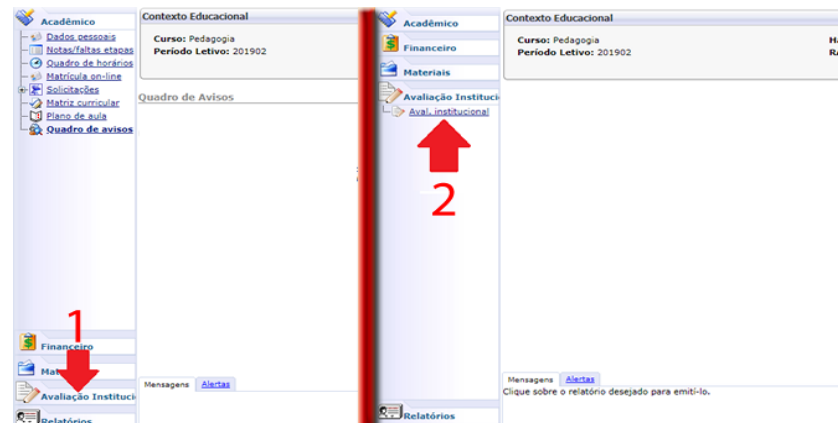 Acadêmico
Dados pessoais
Notas/faltas etapas
Quadro de horários
Matrícula on-line
Solicitações
Matriz curricular
Plano de aula
Quadro de avisos
1
Financeiro
Mat
Avaliação Instituci
Relatórios
Contexto Educacional
Curso: Pedagogia
Período Letivo: 201902
Quadro de Avisos
Mensagens Alertas
Acadêmico
Financeiro
Materiais
Avaliação Instituci
Aval. institucional
2
Relatórios
Contexto Educacional
Curso: Pedagogia
Período Letivo: 201902
Mensagens Alertas
Clique sobre o relatório desejado para emití-lo.